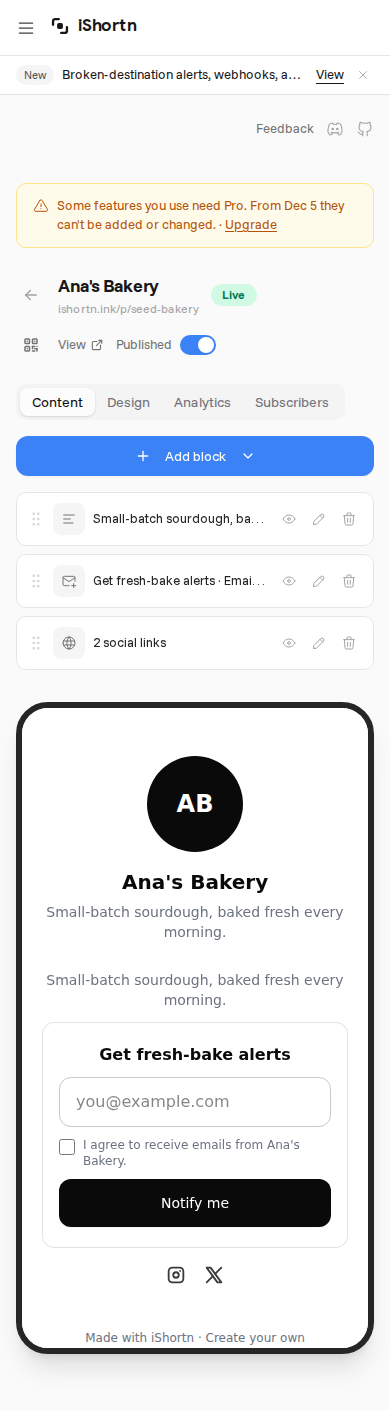 iShortn
New Broken-destination alerts, webhooks, a... View
Feedback
Some features you use need Pro. From Dec 5 they
can't be added or changed. · Upgrade
Ana's Bakery
Live
ishortn.ink/p/seed-bakery
View Published
Content Design Analytics Subscribers
Add block
Small-batch sourdough, ba...
Get fresh-bake alerts · Emai...
2 social links
AB
Ana's Bakery
Small-batch sourdough, baked fresh every
morning.
Small-batch sourdough, baked fresh every
morning.
Get fresh-bake alerts
you@example.com
I agree to receive emails from Ana's
Bakery.
Notify me
Made with iShortn · Create your own